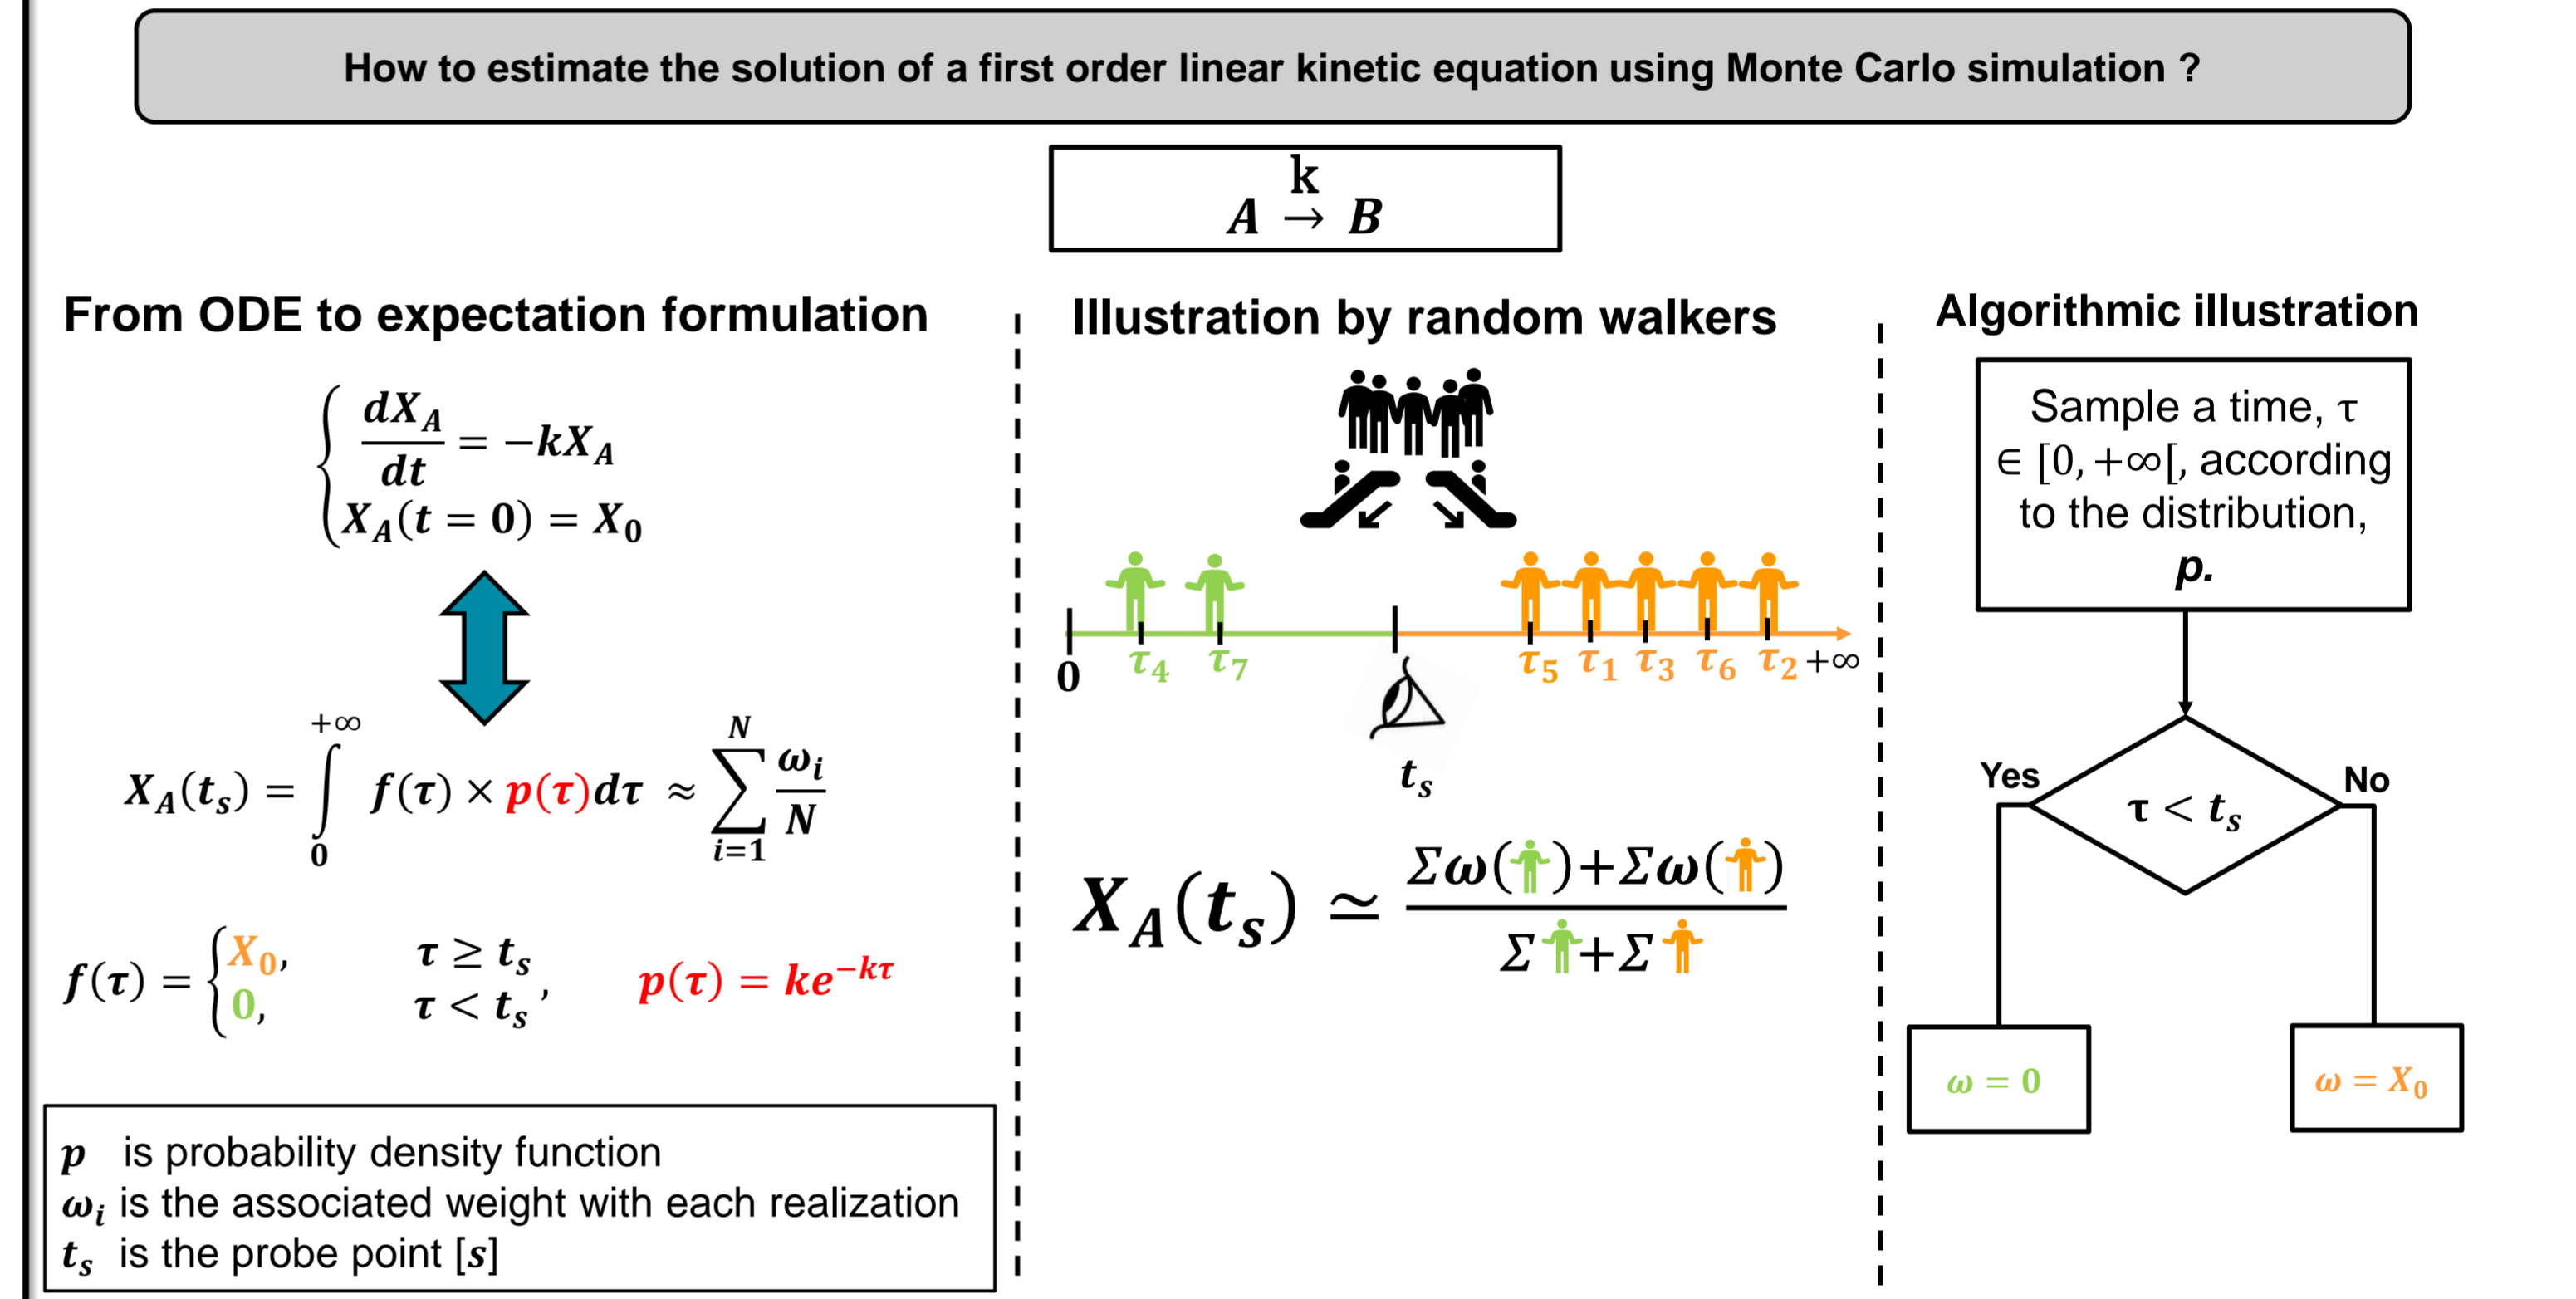 How to estimate the solution of a first order linear kinetic equation using Monte Carlo simulation ?
k
A → B
From ODE to expectation formulation
dX_A/dt = −kX_A
X_A(t = 0) = X_0
X_A(t_s) = ∫_0^{+∞} f(τ) × p(τ)dτ ≈ ∑_{i=1}^{N} ω_i/N
f(τ) = { X_0, τ ≥ t_s
0, τ < t_s ,
p(τ) = ke^{−kτ}
p is probability density function
ω_i is the associated weight with each realization
t_s is the probe point [s]
Illustration by random walkers
0 τ_4 τ_7 τ_5 τ_1 τ_3 τ_6 τ_2 +∞
t_s
X_A(t_s) ≃ Σω( )+Σω( )
Σ +Σ
Algorithmic illustration
Sample a time, τ
∈ [0, +∞[, according
to the distribution,
p.
Yes
No
τ < t_s
ω = 0
ω = X_0